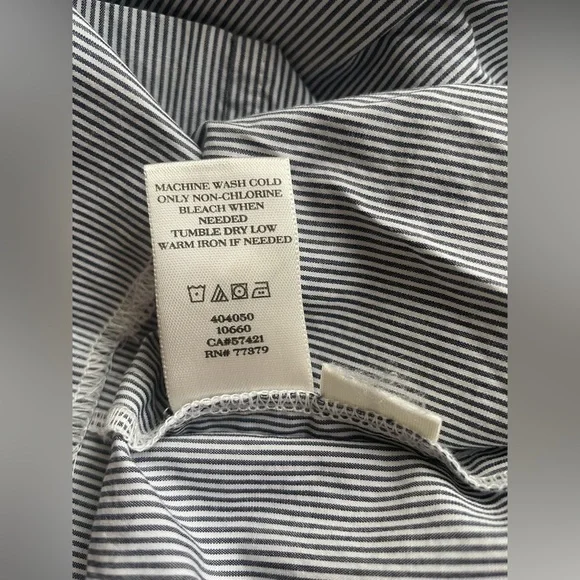 MACHINE WASH COLD
ONLY NON-CHLORINE
BLEACH WHEN
NEEDED
TUMBLE DRY LOW
WARM IRON IF NEEDED
404050
10660
CA#57421
RN# 77379